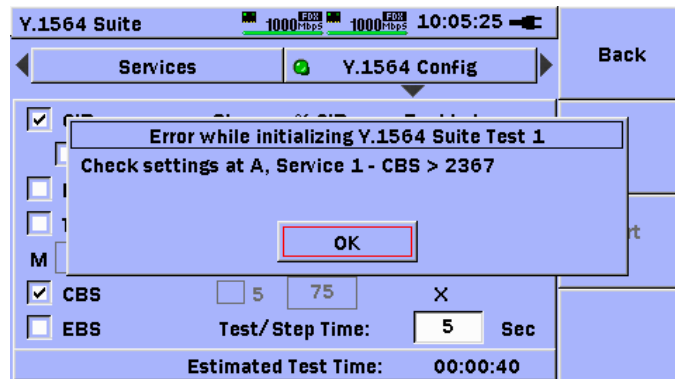 Y.1564 Suite 1000 FDX Mbps 1000 FDX Mbps 10:05:25
Services Y.1564 Config
Back
Error while initializing Y.1564 Suite Test 1
Check settings at A, Service 1 - CBS > 2367
OK
M
CBS 5 75 X
EBS Test/Step Time: 5 Sec
Estimated Test Time: 00:00:40